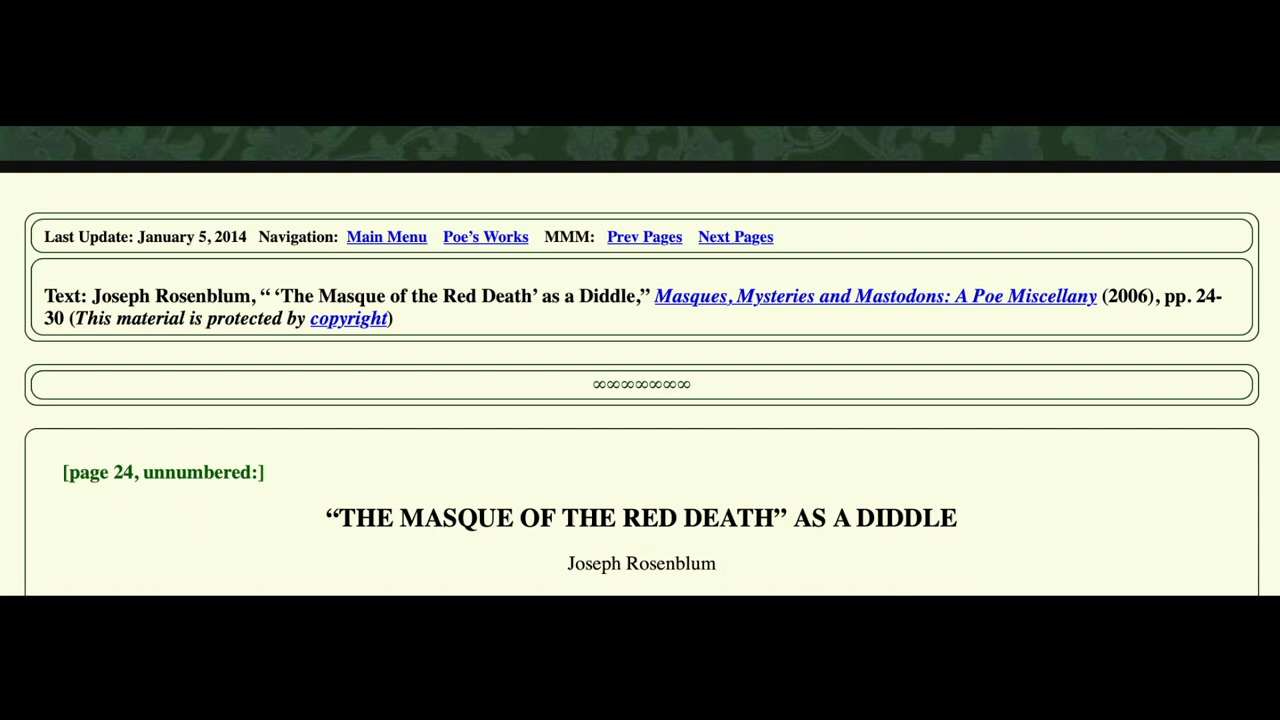 Last Update: January 5, 2014 Navigation: Main Menu Poe’s Works MMM: Prev Pages Next Pages
Text: Joseph Rosenblum, “ ‘The Masque of the Red Death’ as a Diddle,” Masques, Mysteries and Mastodons: A Poe Miscellany (2006), pp. 24-
30 (This material is protected by copyright)
∞∞∞∞∞∞∞
[page 24, unnumbered:]
“THE MASQUE OF THE RED DEATH” AS A DIDDLE
Joseph Rosenblum